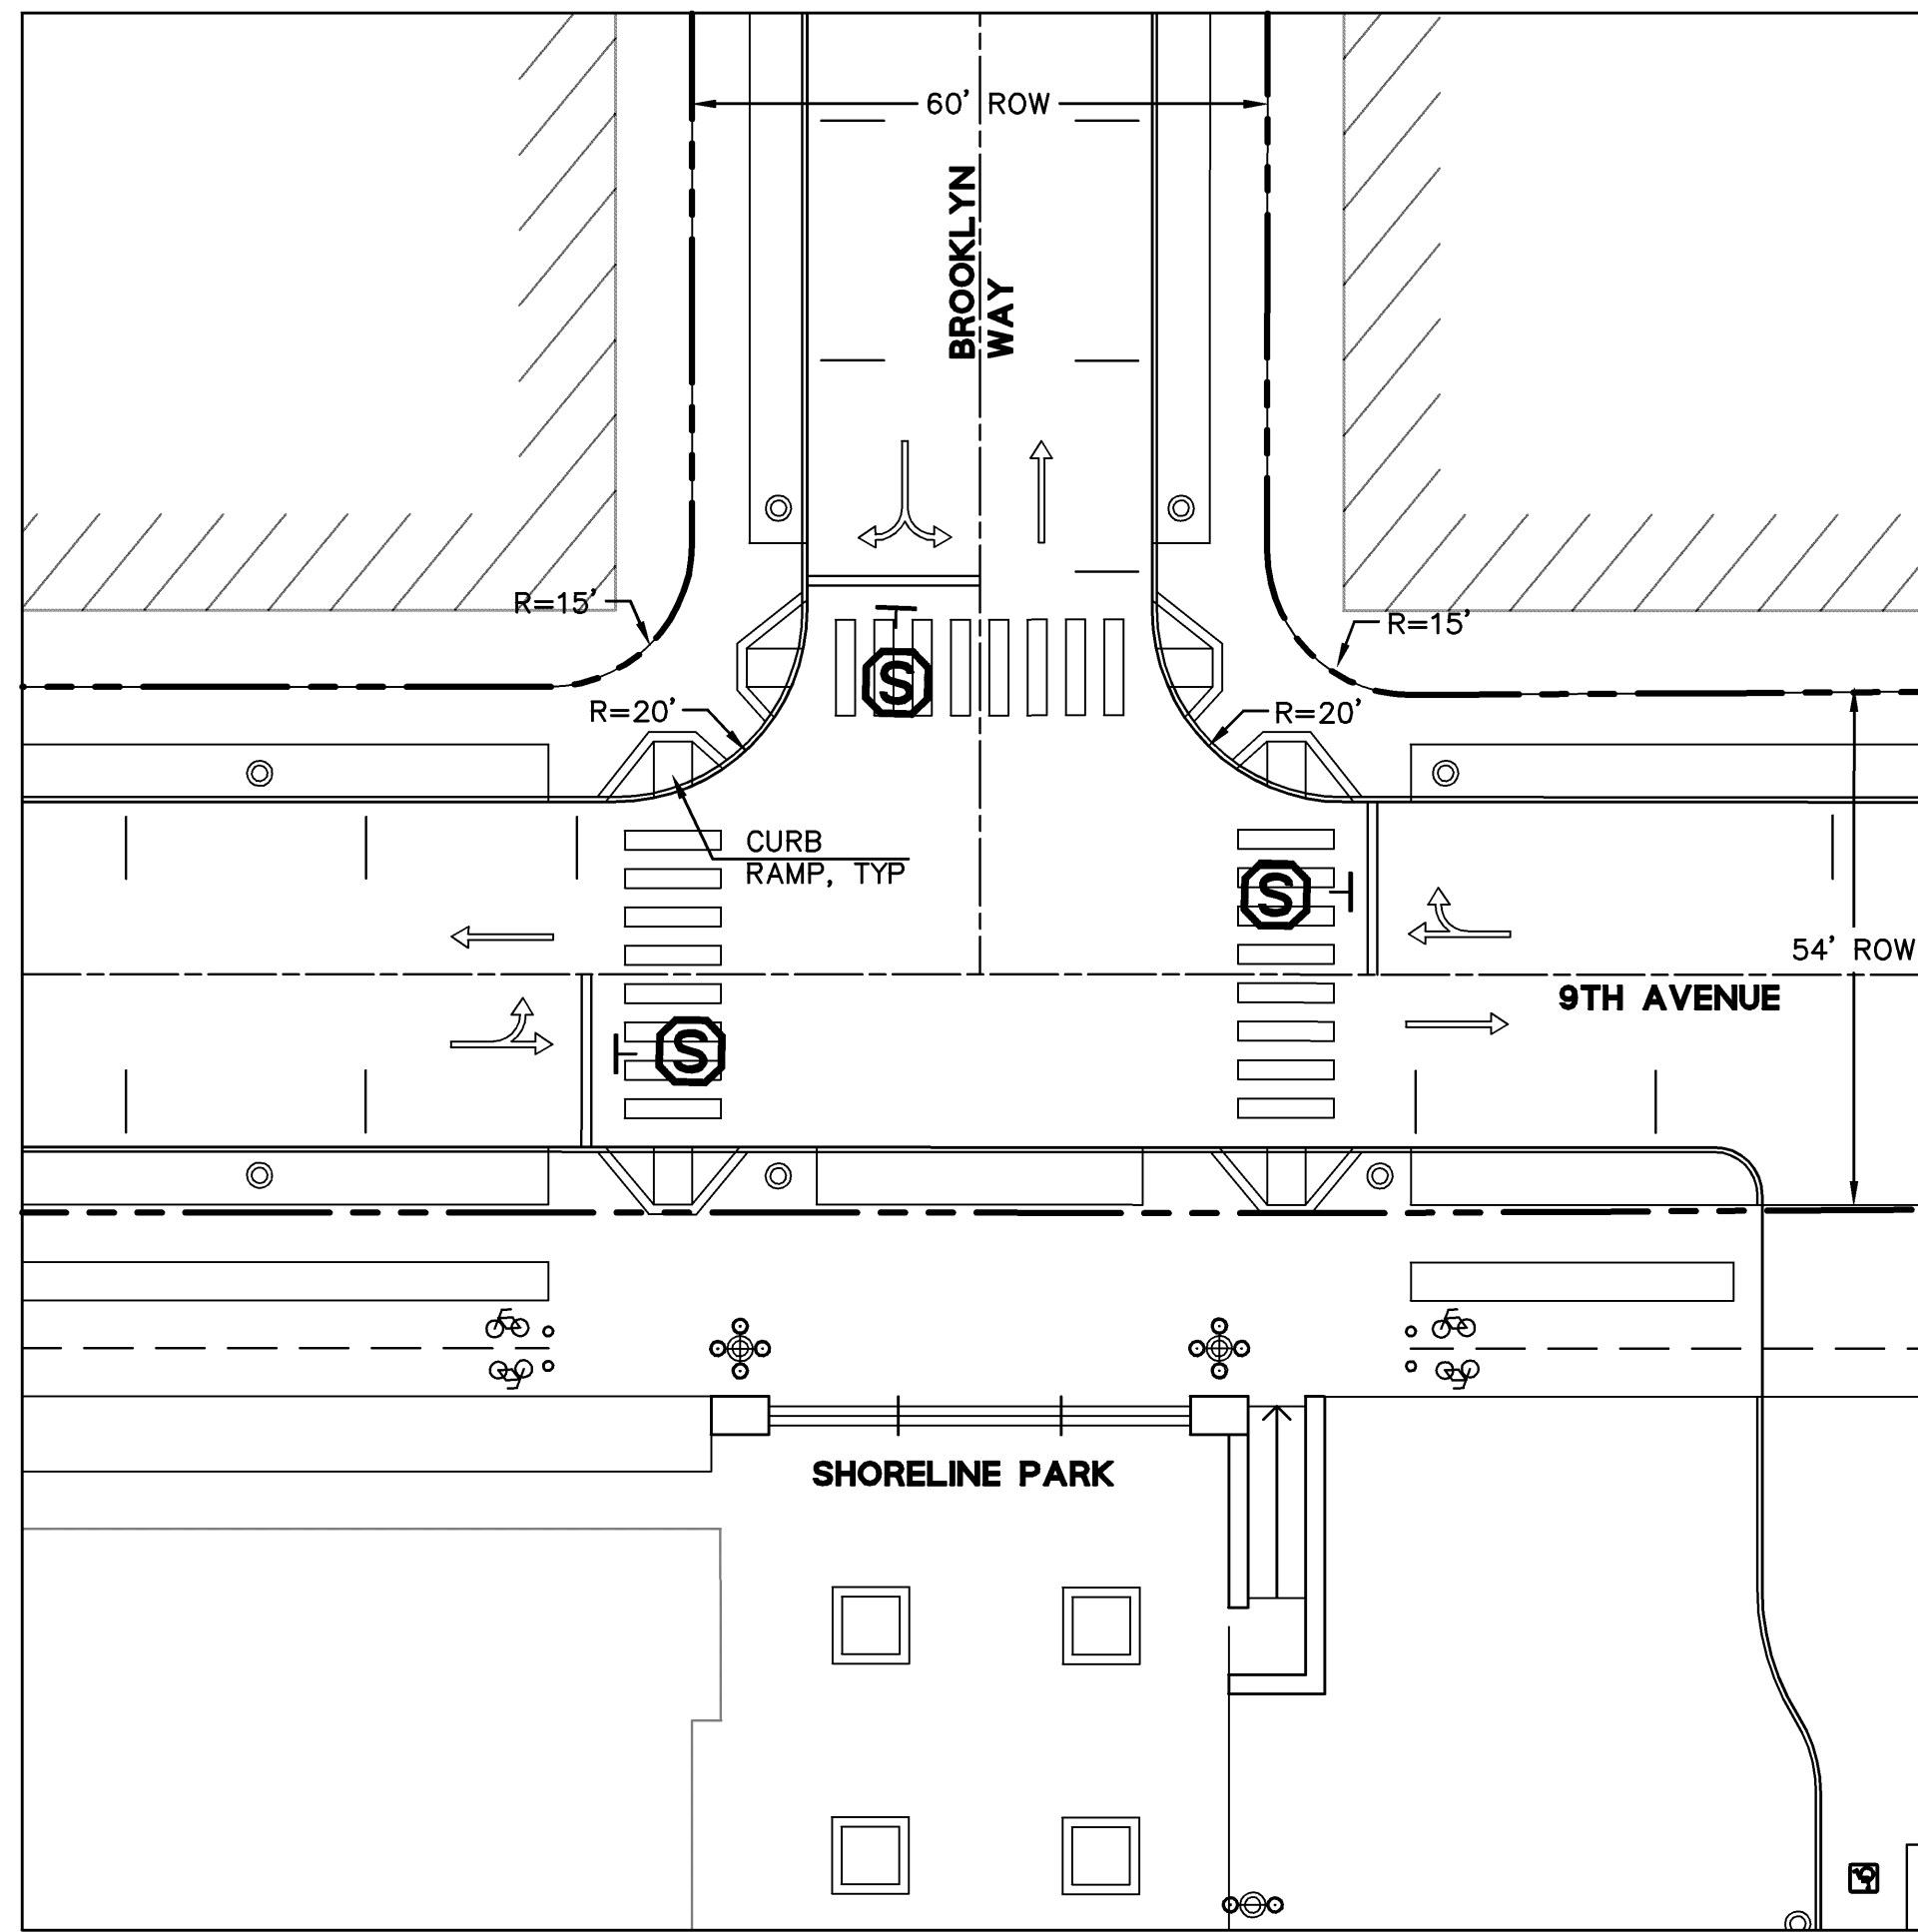 60' ROW
BROOKLYN
WAY
R=15'
R=15'
R=20'
R=20'
S
CURB
RAMP, TYP
S
54' ROW
9TH AVENUE
S
SHORELINE PARK